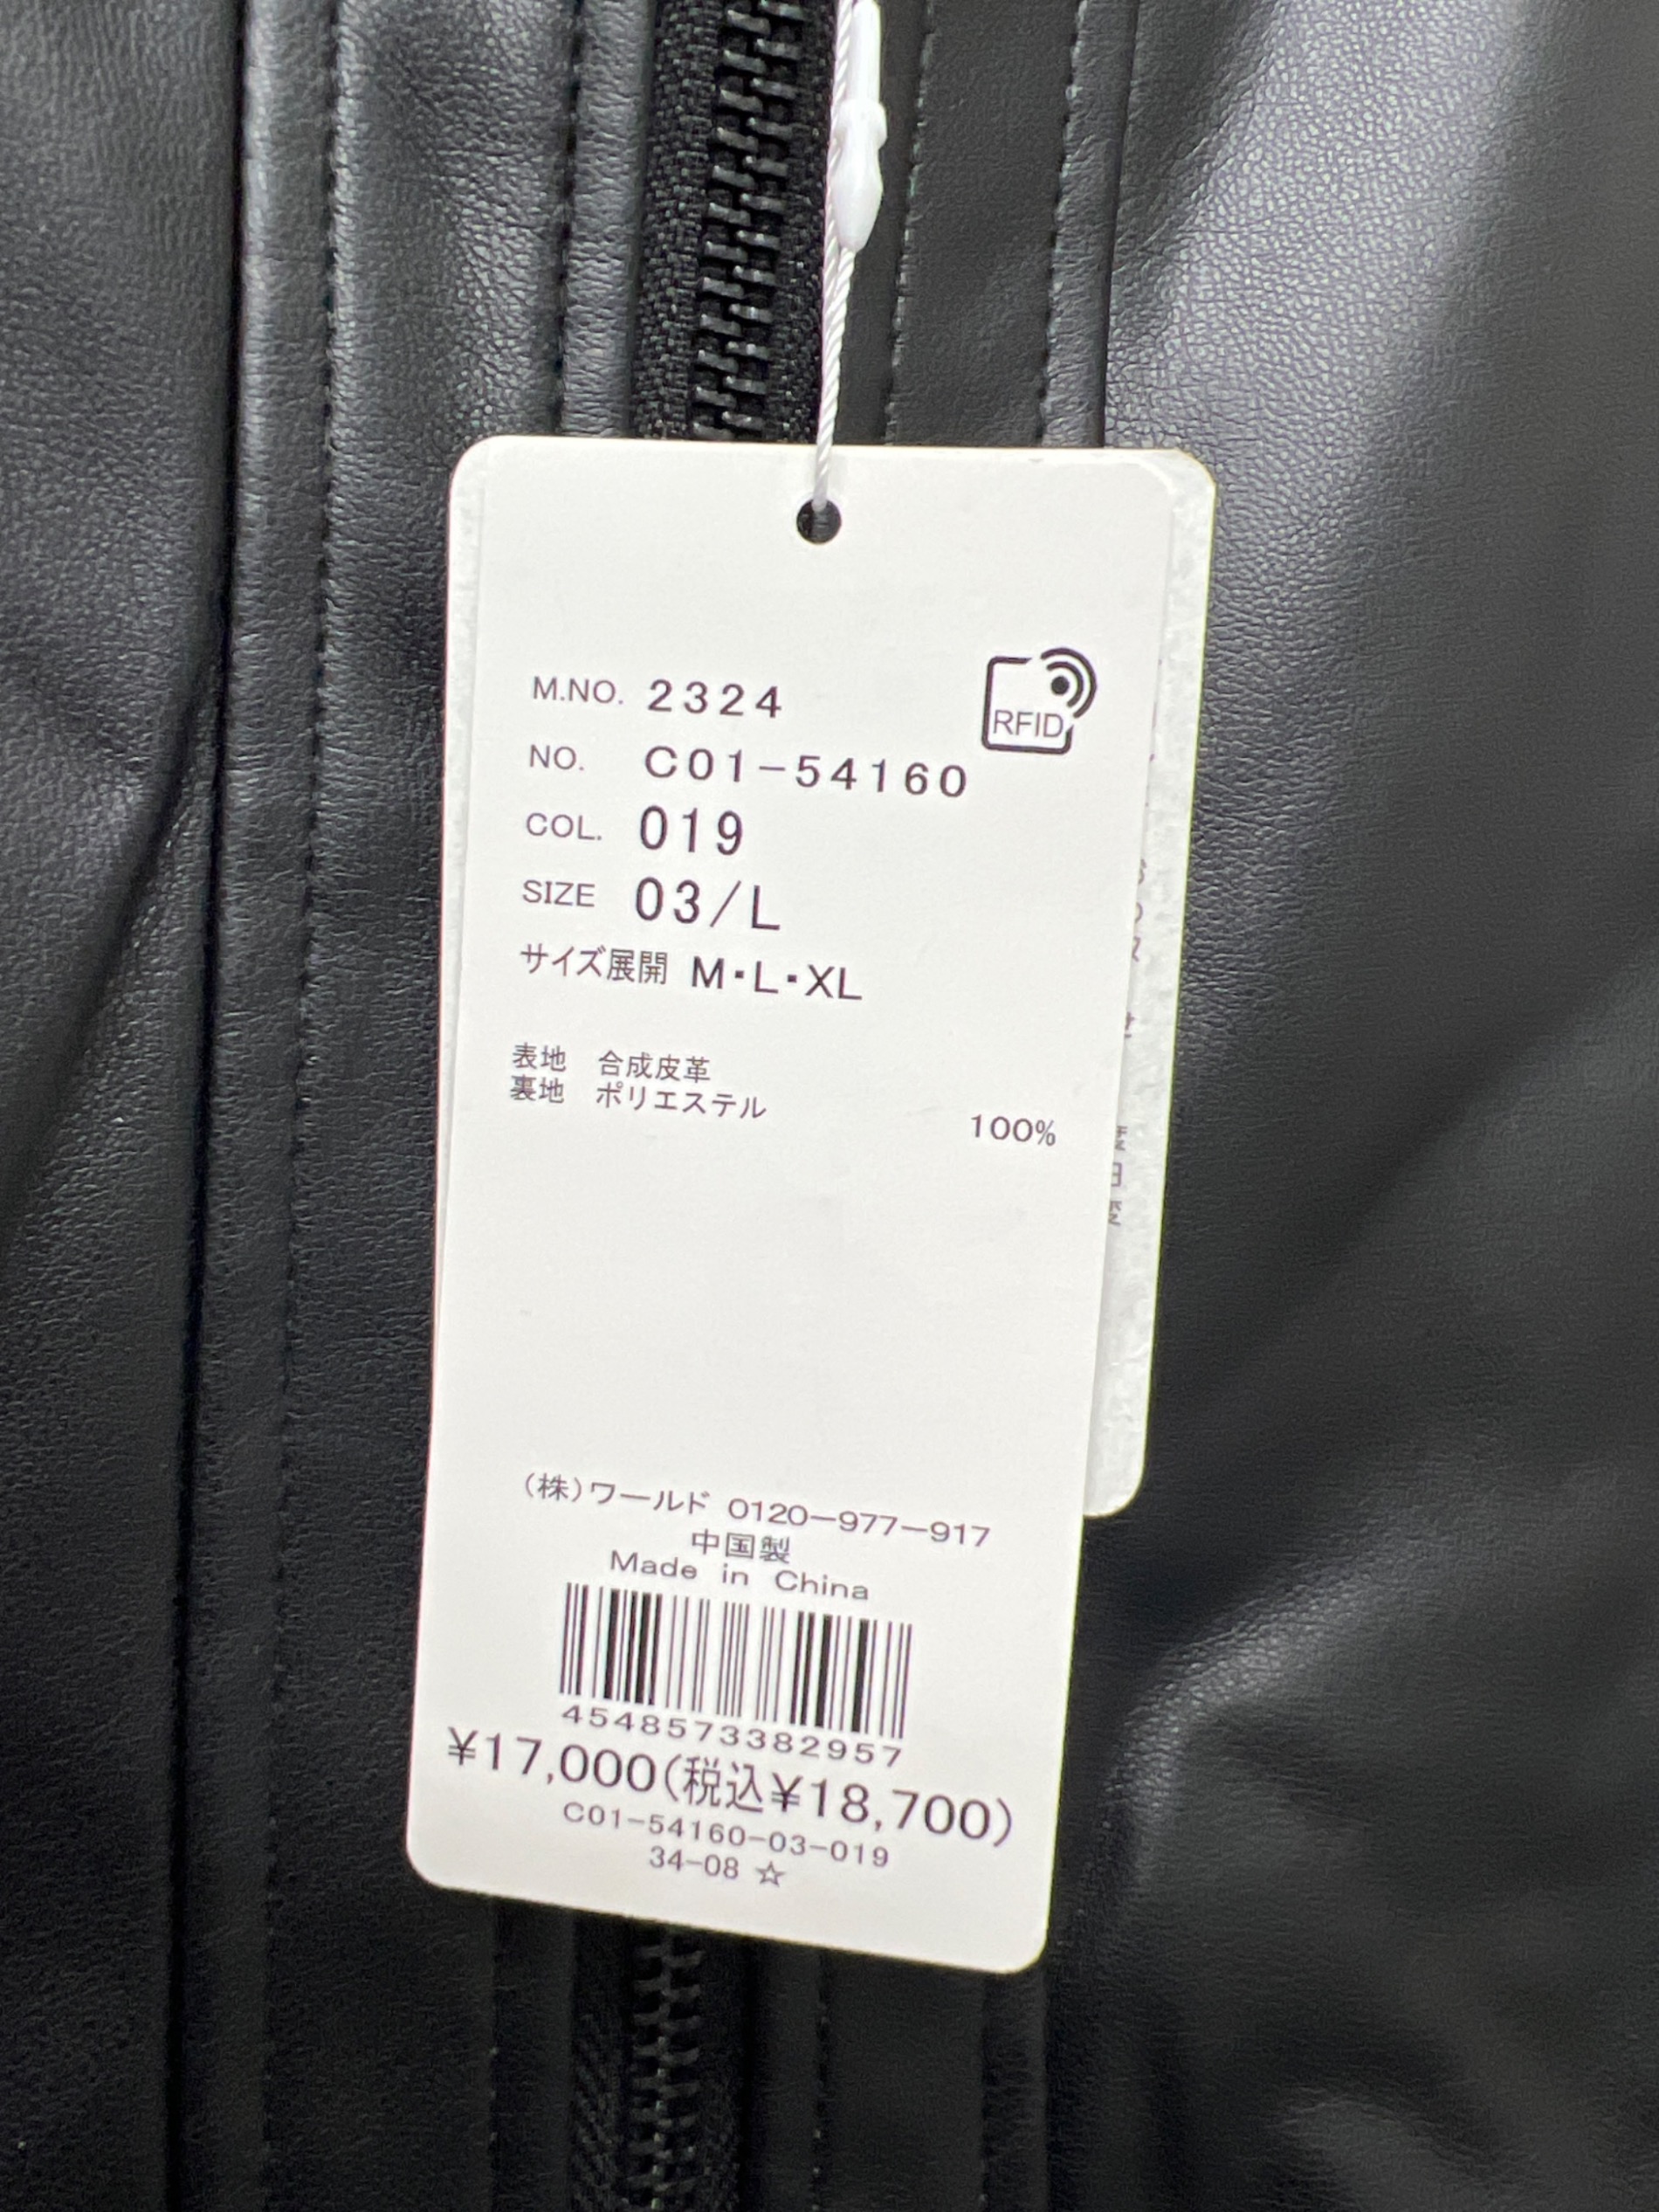 M.NO. 2324
RFID
NO. C01-54160
COL. 019
SIZE 03/L
サイズ展開 M・L・XL
表地 合成皮革
裏地 ポリエステル 100%
(株)ワールド 0120-977-917
中国製
Made in China
4548573382957
¥17,000(税込¥18,700)
C01-54160-03-019
34-08 ☆